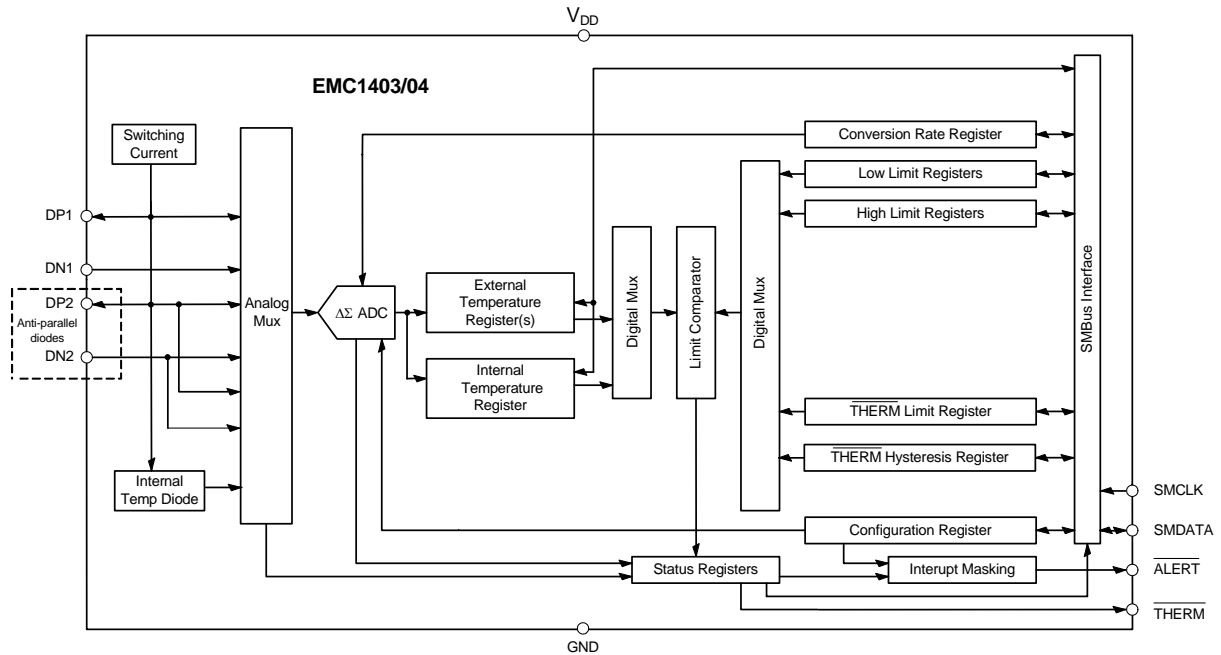 VDD
EMC1403/04
Switching
Current
Conversion Rate Register
Low Limit Registers
High Limit Registers
DP1
DN1
DP2
Anti-parallel
diodes
DN2
Analog
Mux
ΔΣ ADC
External
Temperature
Register(s)
Internal
Temperature
Register
Digital Mux
Limit Comparator
Digital Mux
SMBus Interface
THERM Limit Register
THERM Hysteresis Register
Internal
Temp Diode
SMCLK
Configuration Register
SMDATA
Status Registers
Interupt Masking
ALERT
THERM
GND